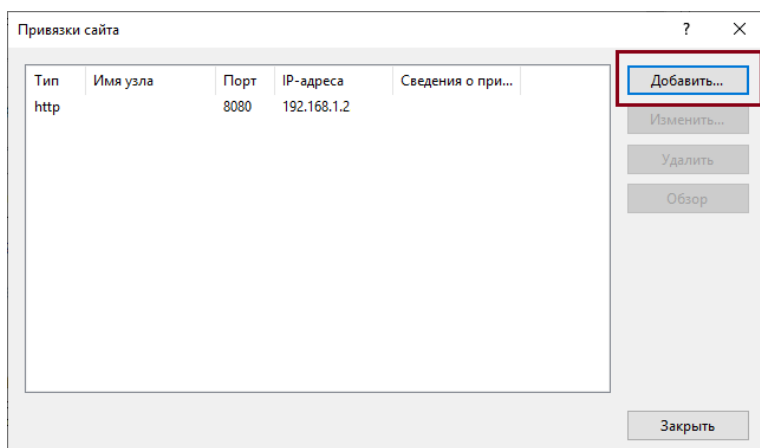 Привязки сайта ?
Тип Имя узла Порт IP-адреса Сведения о при...
http 8080 192.168.1.2
Добавить...
Изменить...
Удалить
Обзор
Закрыть